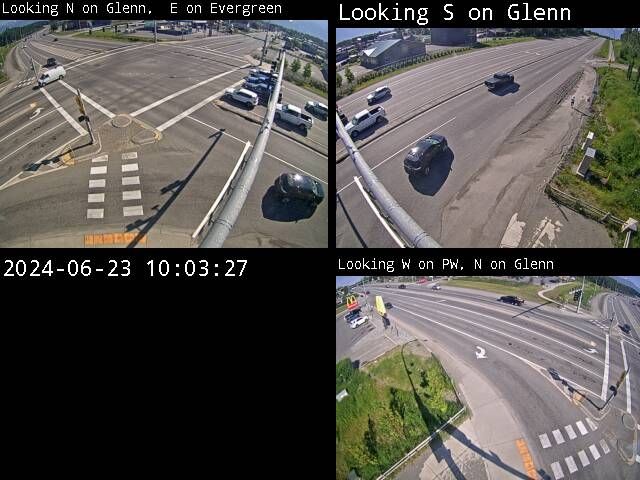 Looking N on Glenn,  E on Evergreen
Looking S on Glenn
2024-06-23 10:03:27
Looking W on PW, N on Glenn